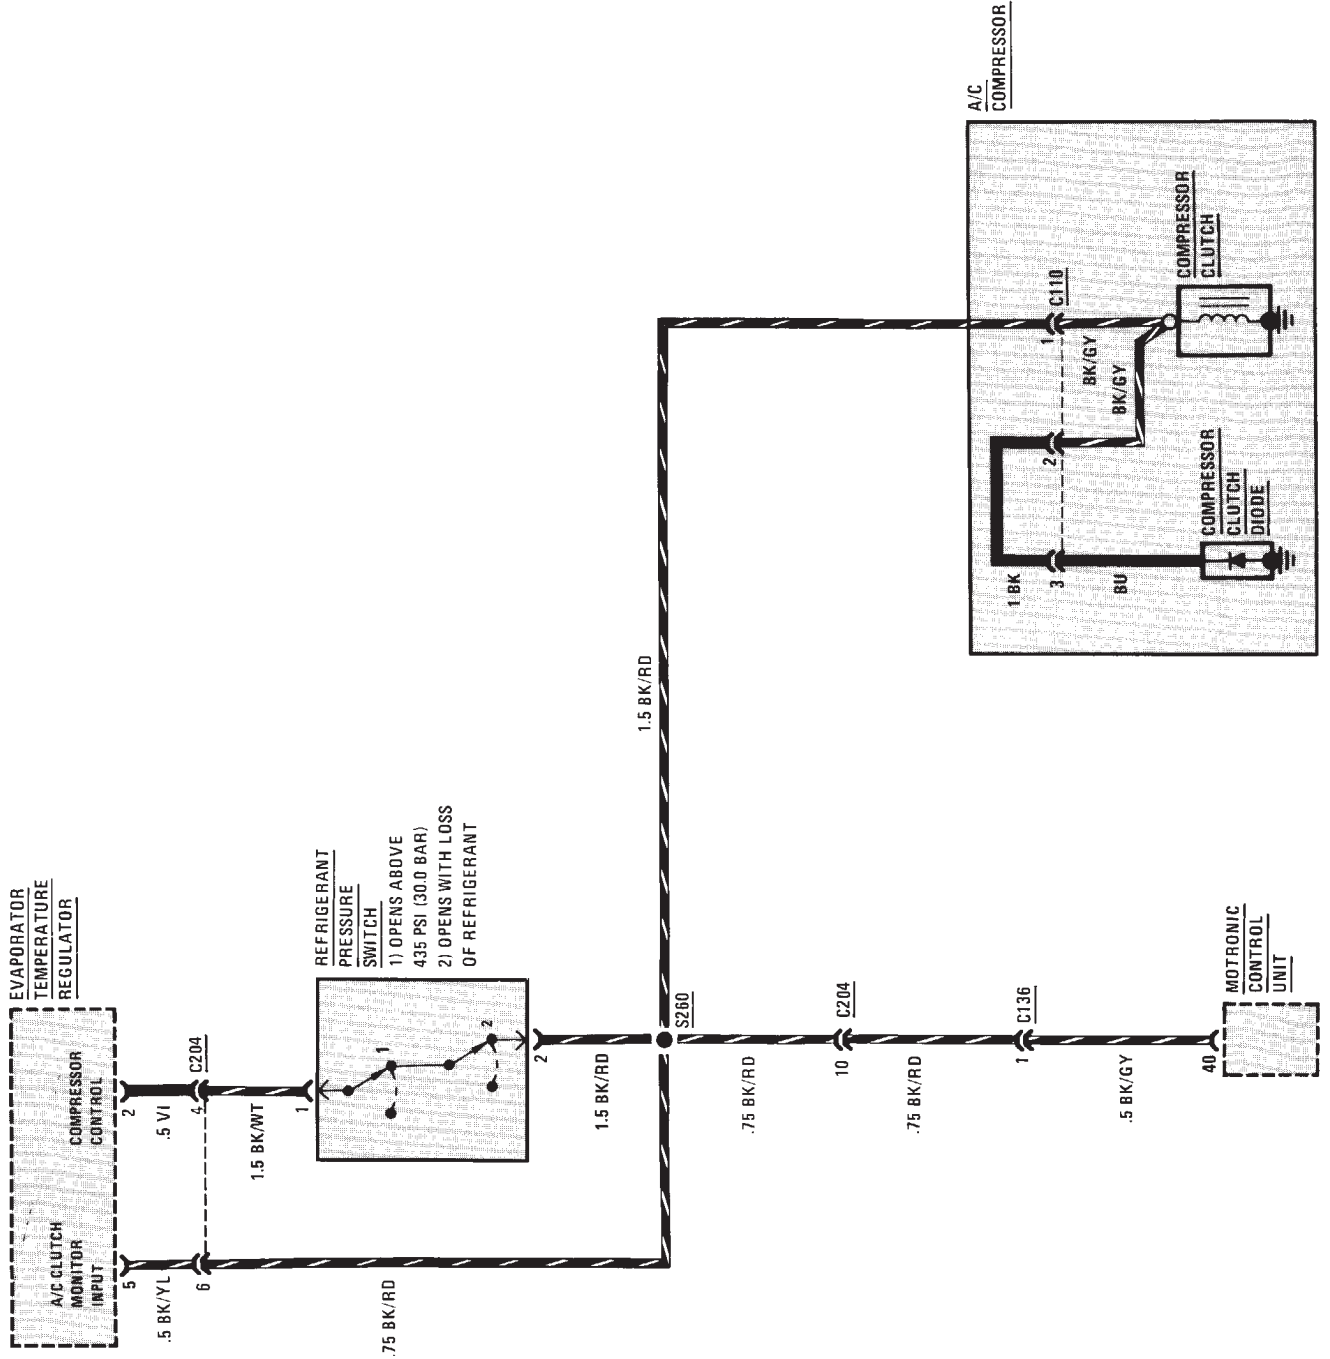 EVAPORATOR
TEMPERATURE
REGULATOR
A/C CLUTCH
MONITOR
INPUT
COMPRESSOR
CONTROL
5
2
.5 BK/YL
.5 VI
6
4
C204
.75 BK/RD
1.5 BK/WT
1
REFRIGERANT
PRESSURE
SWITCH
1) OPENS ABOVE
435 PSI (30.0 BAR)
2) OPENS WITH LOSS
OF REFRIGERANT
1
2
2
1.5 BK/RD
S260
1.5 BK/RD
.75 BK/RD
10
C204
.75 BK/RD
1
C136
.5 BK/GY
40
MOTRONIC
CONTROL
UNIT
A/C
COMPRESSOR
1 BK
3
2
1
C110
BU
BK/GY
BK/GY
COMPRESSOR
CLUTCH
DIODE
COMPRESSOR
CLUTCH